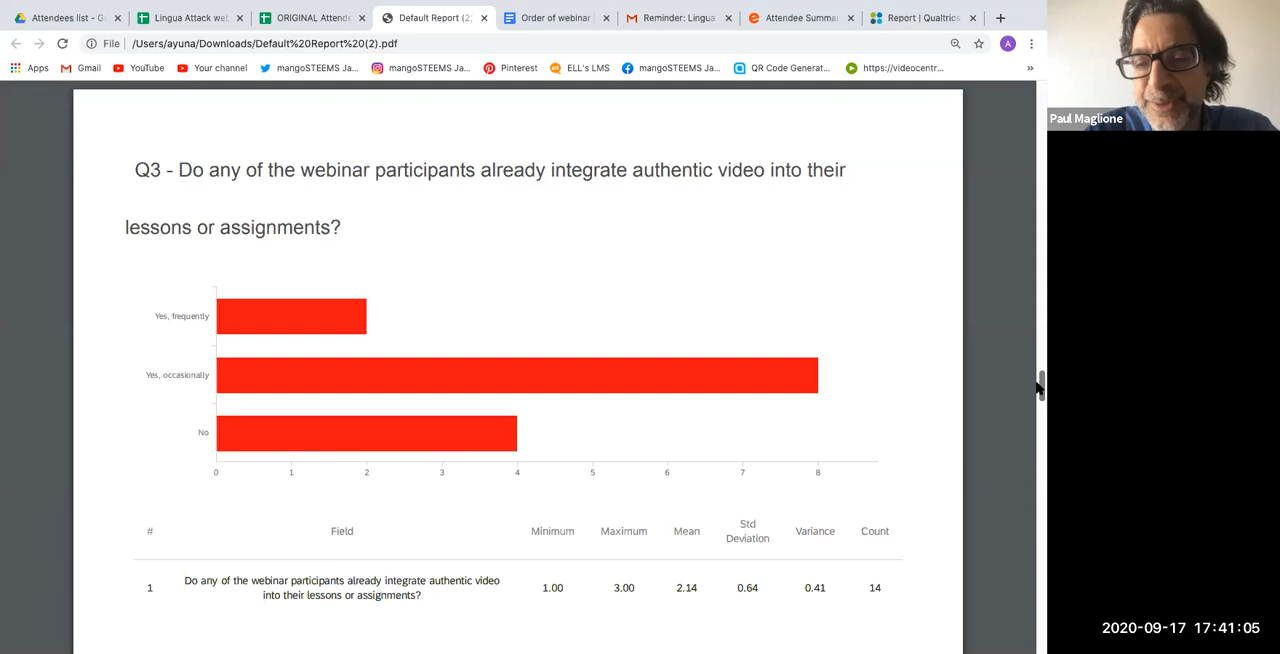 Attendees list - G
Lingua Attack we
ORIGINAL Attend
Default Report (2
Order of webinar
Reminder: Lingua
Attendee Summa
Report | Qualtrics
File | /Users/ayuna/Downloads/Default%20Report%20(2).pdf
A
Apps Gmail YouTube Your channel mangoSTEEMS Ja... mangoSTEEMS Ja... Pinterest ELL's LMS mangoSTEEMS Ja... QR Code Generat... https://videocentr... »
Paul Maglione
Q3 - Do any of the webinar participants already integrate authentic video into their
lessons or assignments?
Yes, frequently
Yes, occasionally
No
0 1 2 3 4 5 6 7 8
# Field Minimum Maximum Mean Std Deviation Variance Count
1 Do any of the webinar participants already integrate authentic video
into their lessons or assignments? 1.00 3.00 2.14 0.64 0.41 14
2020-09-17 17:41:05